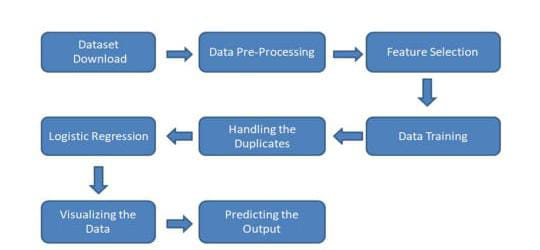 Dataset
Download
Data Pre-Processing
Feature Selection
Data Training
Handling the
Duplicates
Logistic Regression
Visualizing the
Data
Predicting the
Output